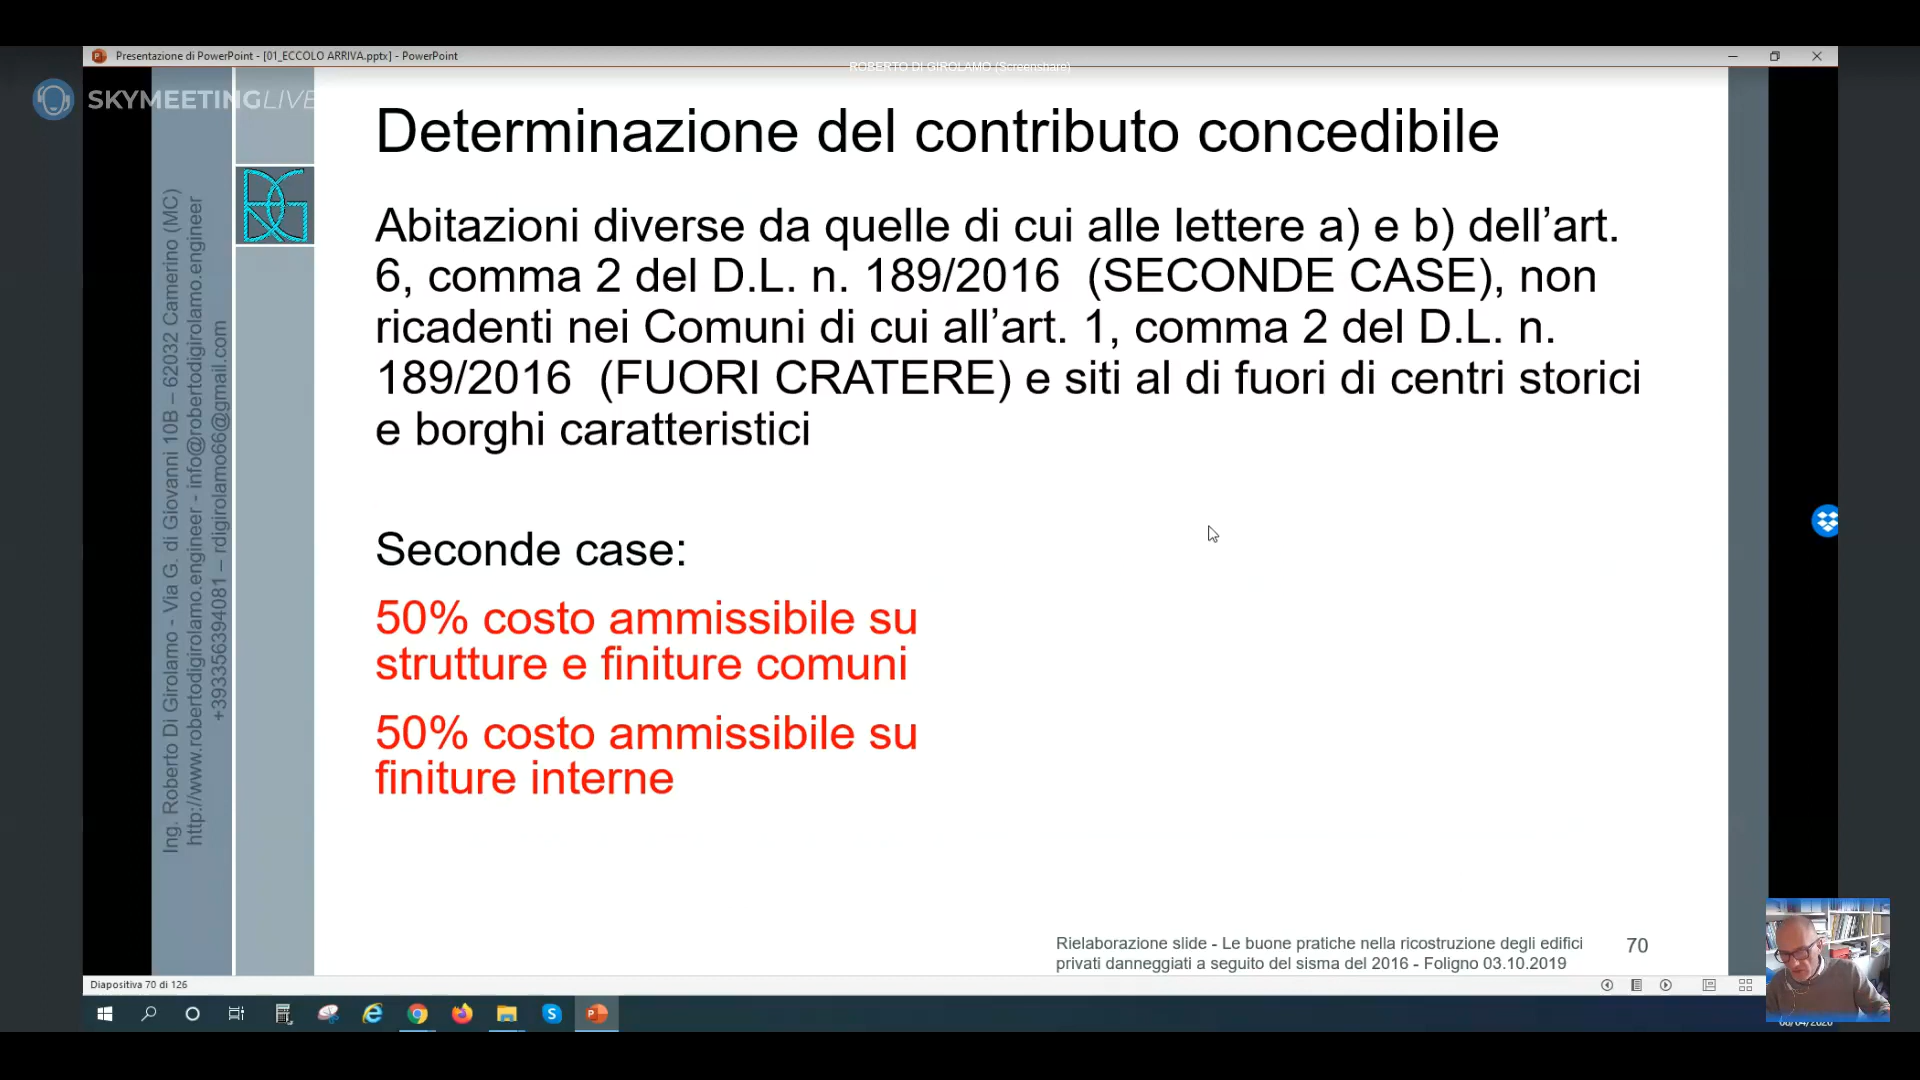 Presentazione di PowerPoint - [01_ECCOLO ARRIVA.pptx] - PowerPoint
ROBERTO DI GIROLAMO (Screenshare)
SKYMEETINGLIVE
Determinazione del contributo concedibile
Abitazioni diverse da quelle di cui alle lettere a) e b) dell’art.
6, comma 2 del D.L. n. 189/2016 (SECONDE CASE), non
ricadenti nei Comuni di cui all’art. 1, comma 2 del D.L. n.
189/2016 (FUORI CRATERE) e siti al di fuori di centri storici
e borghi caratteristici
Seconde case:
50% costo ammissibile su
strutture e finiture comuni
50% costo ammissibile su
finiture interne
Ing. Roberto Di Girolamo - Via G. di Giovanni 10B – 62032 Camerino (MC)
http://www.robertodigirolamo.engineer - info@robertodigirolamo.engineer
+393356394081 – rdigirolamo66@gmail.com
Rielaborazione slide - Le buone pratiche nella ricostruzione degli edifici
privati danneggiati a seguito del sisma del 2016 - Foligno 03.10.2019
70
Diapositiva 70 di 126